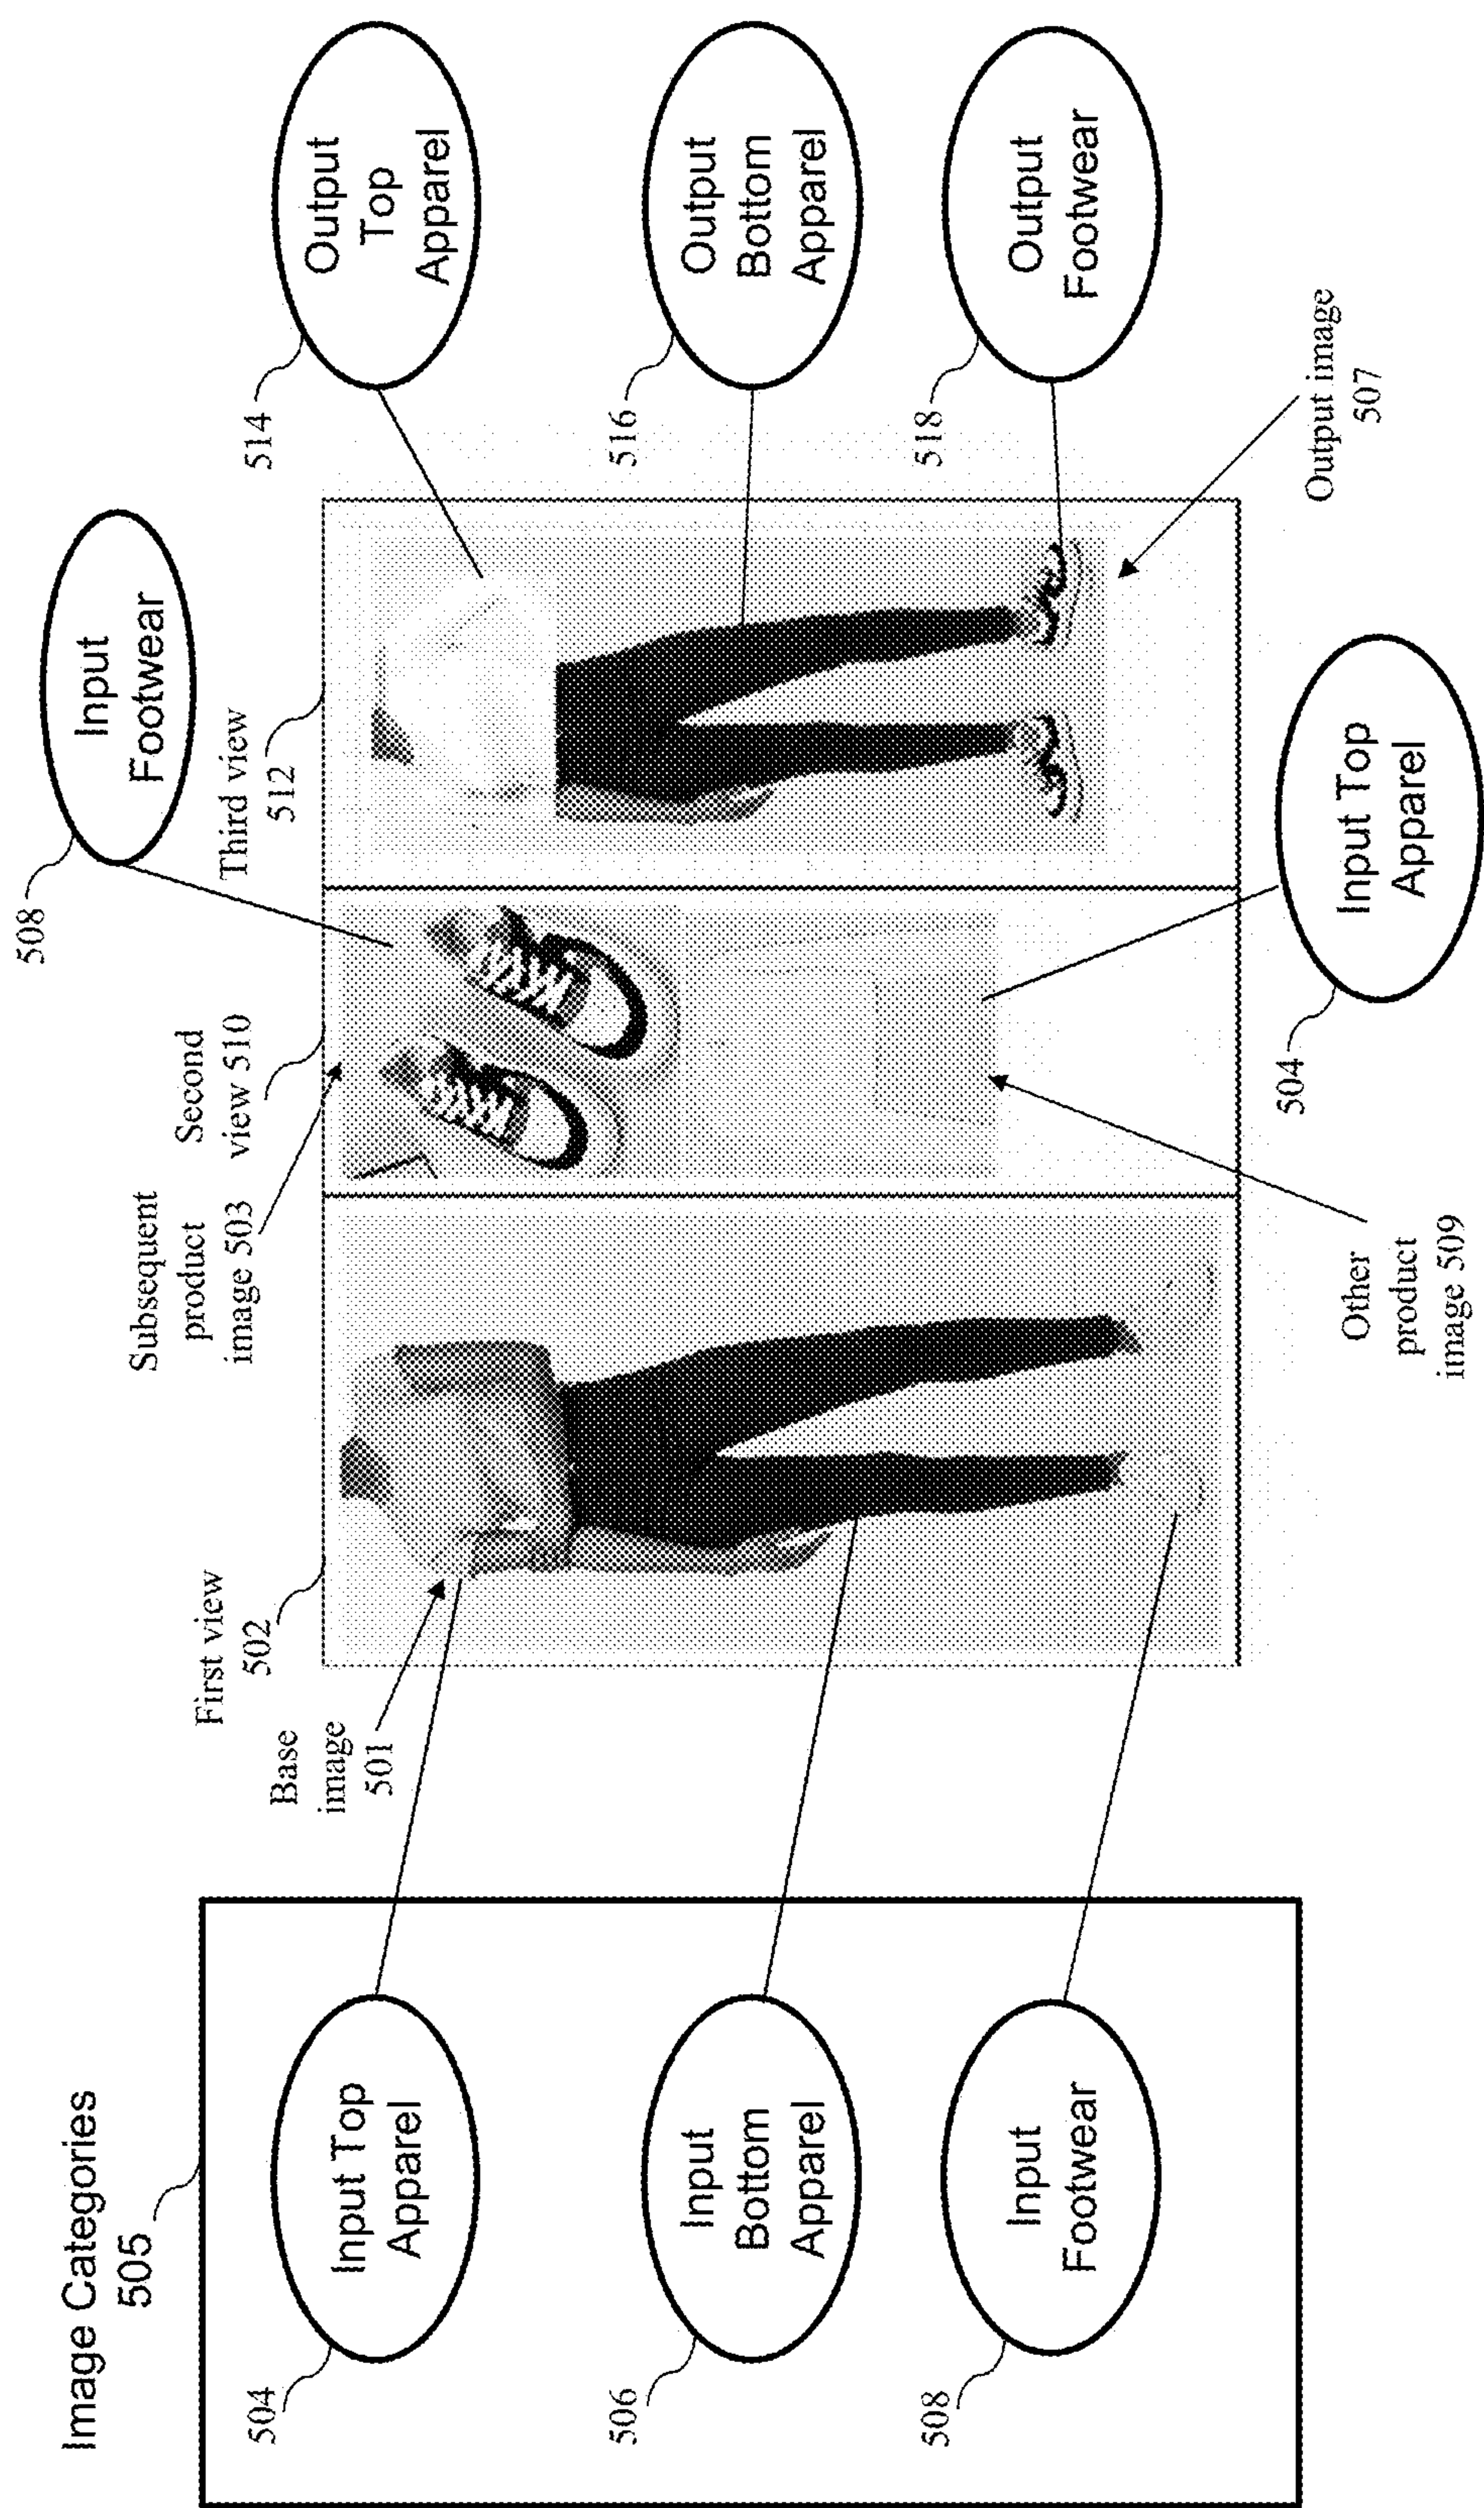 Image Categories
505
504
Input Top
Apparel
506
Input
Bottom
Apparel
508
Input
Footwear
First view
502
Base
image
501
Subsequent
product
image 503
Second
view 510
508
Input
Footwear
Third view
512
514
Output
Top
Apparel
516
Output
Bottom
Apparel
518
Output
Footwear
Output image
507
504
Input Top
Apparel
Other
product
image 509